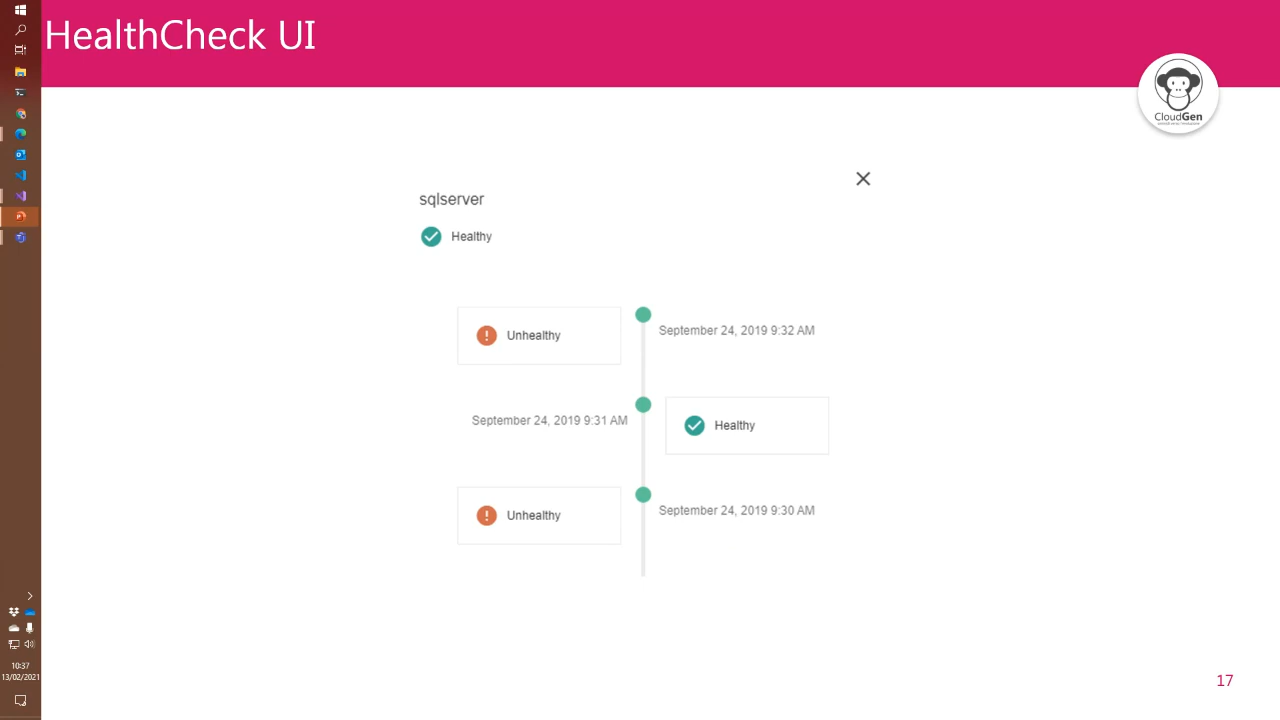 HealthCheck UI
CloudGen
sqlserver
Healthy
Unhealthy
September 24, 2019 9:32 AM
September 24, 2019 9:31 AM
Healthy
Unhealthy
September 24, 2019 9:30 AM
10:37
13/02/2021
17